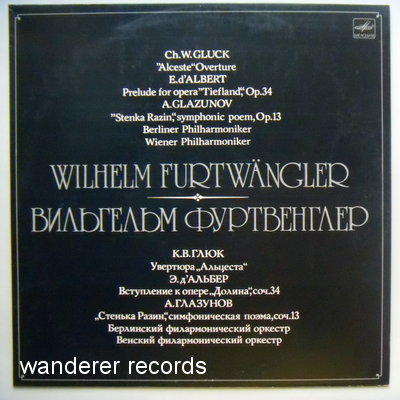 МЕЛОДИЯ
Ch.W.GLUCK
"Alceste" Overture
E.d'ALBERT
Prelude for opera "Tiefland", Op.34
A.GLAZUNOV
"Stenka Razin", symphonic poem, Op.13
Berliner Philharmoniker
Wiener Philharmoniker
WILHELM FURTWÄNGLER
ВИЛЬГЕЛЬМ ФУРТВЕНГЛЕР
К.В.ГЛЮК
Увертюра „Альцеста"
Э.д'АЛЬБЕР
Вступление к опере „Долина", соч.34
А.ГЛАЗУНОВ
„Стенька Разин", симфоническая поэма, соч.13
Берлинский филармонический оркестр
Венский филармонический оркестр
wanderer records